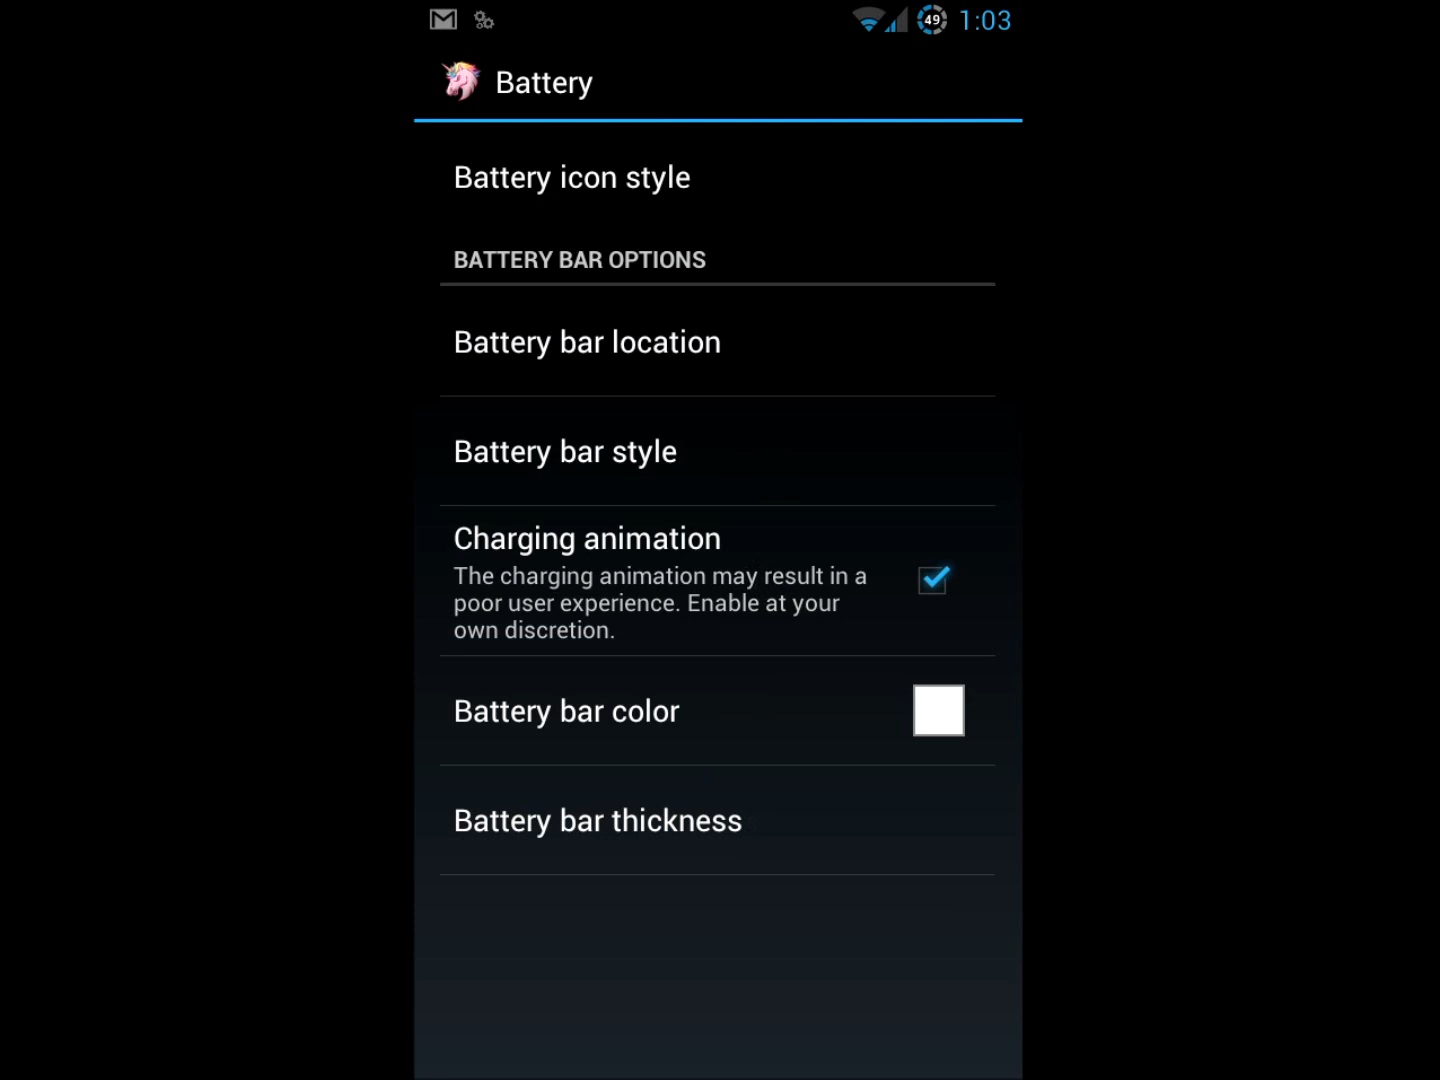 49 1:03
Battery
Battery icon style
BATTERY BAR OPTIONS
Battery bar location
Battery bar style
Charging animation
The charging animation may result in a
poor user experience. Enable at your
own discretion.
Battery bar color
Battery bar thickness